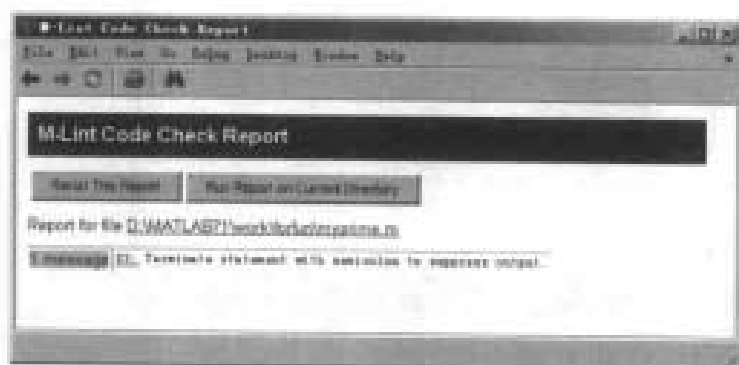 M-Lint Code Check Report
File Edit View Go Debug Desktop Window Help
M-Lint Code Check Report
Rerun This Report Run Report on Current Directory
Report for file D:\MATLAB71\work\
1 message Terminate statement with semicolon to suppress output.